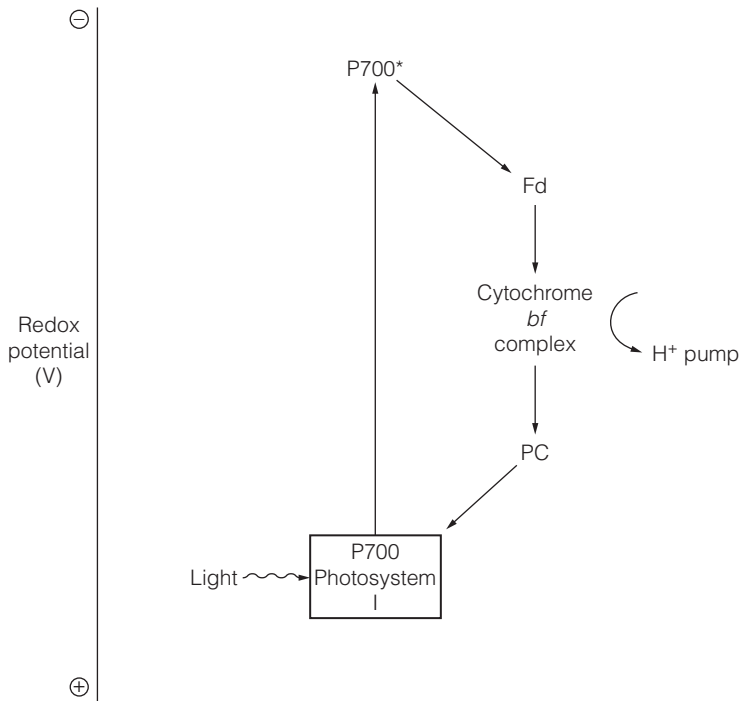 ⊖
P700*
Fd
Cytochrome
bf
complex
H⁺ pump
Redox
potential
(V)
PC
P700
Photosystem
I
Light
⊕